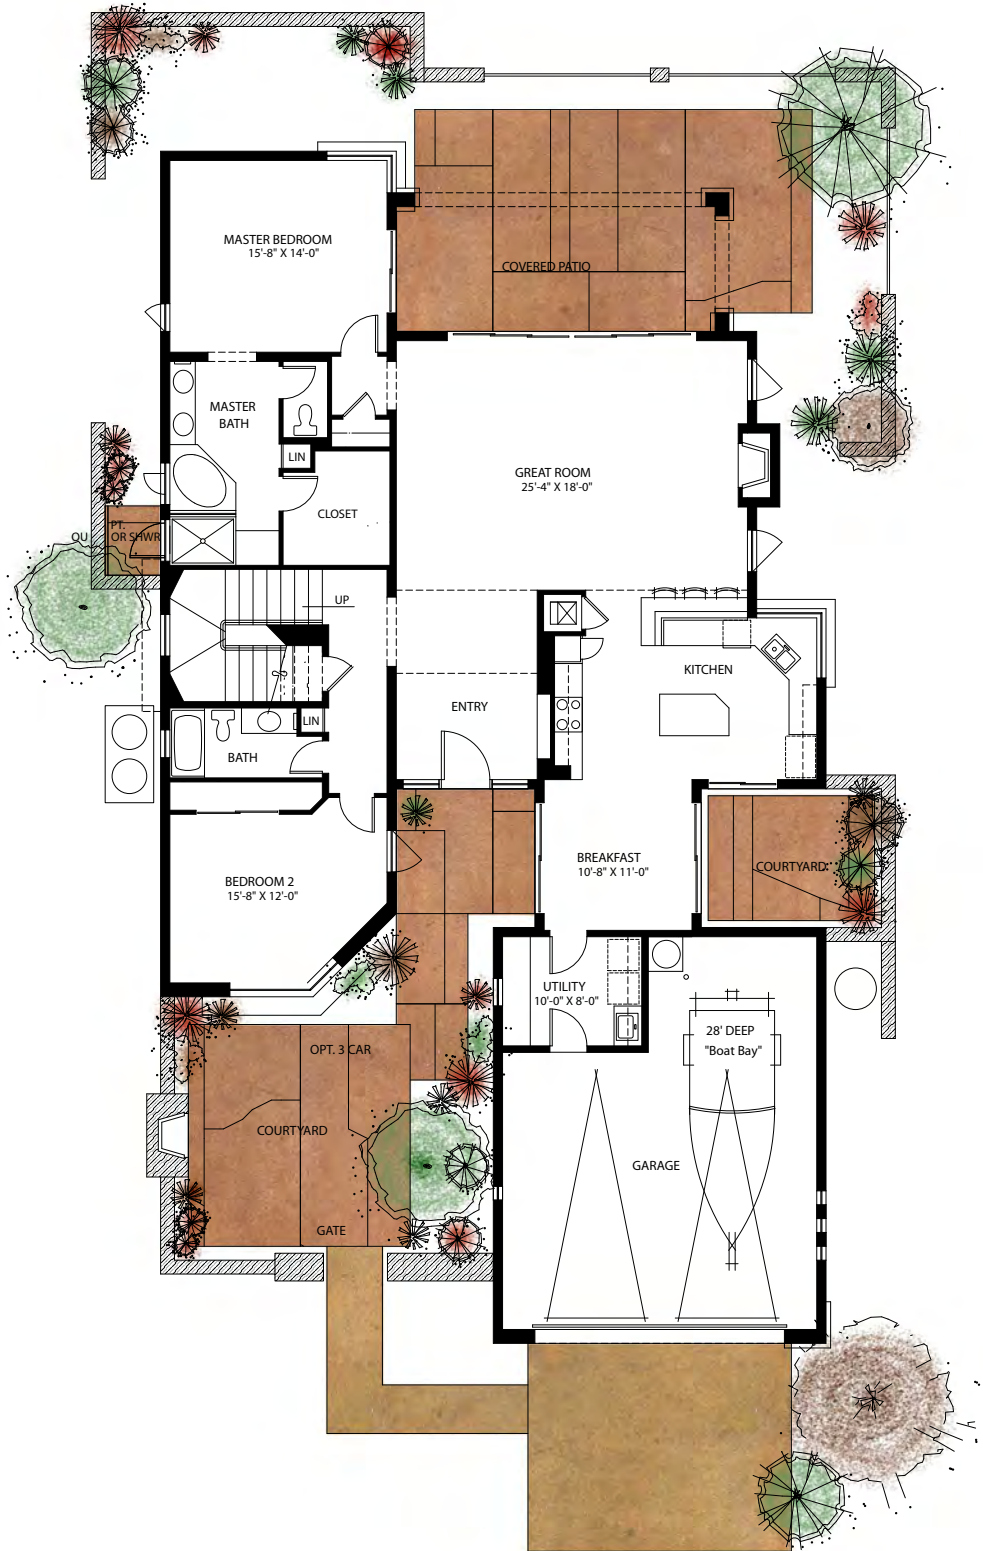 MASTER BEDROOM
15'-8" X 14'-0"
COVERED PATIO
MASTER
BATH
LIN
GREAT ROOM
25'-4" X 18'-0"
CLOSET
PT.
OU OR SHWR
UP
KITCHEN
ENTRY
LIN
BATH
BREAKFAST
10'-8" X 11'-0"
COURTYARD
BEDROOM 2
15'-8" X 12'-0"
UTILITY
10'-0" X 8'-0"
28' DEEP
"Boat Bay"
OPT. 3 CAR
COURTYARD
GARAGE
GATE